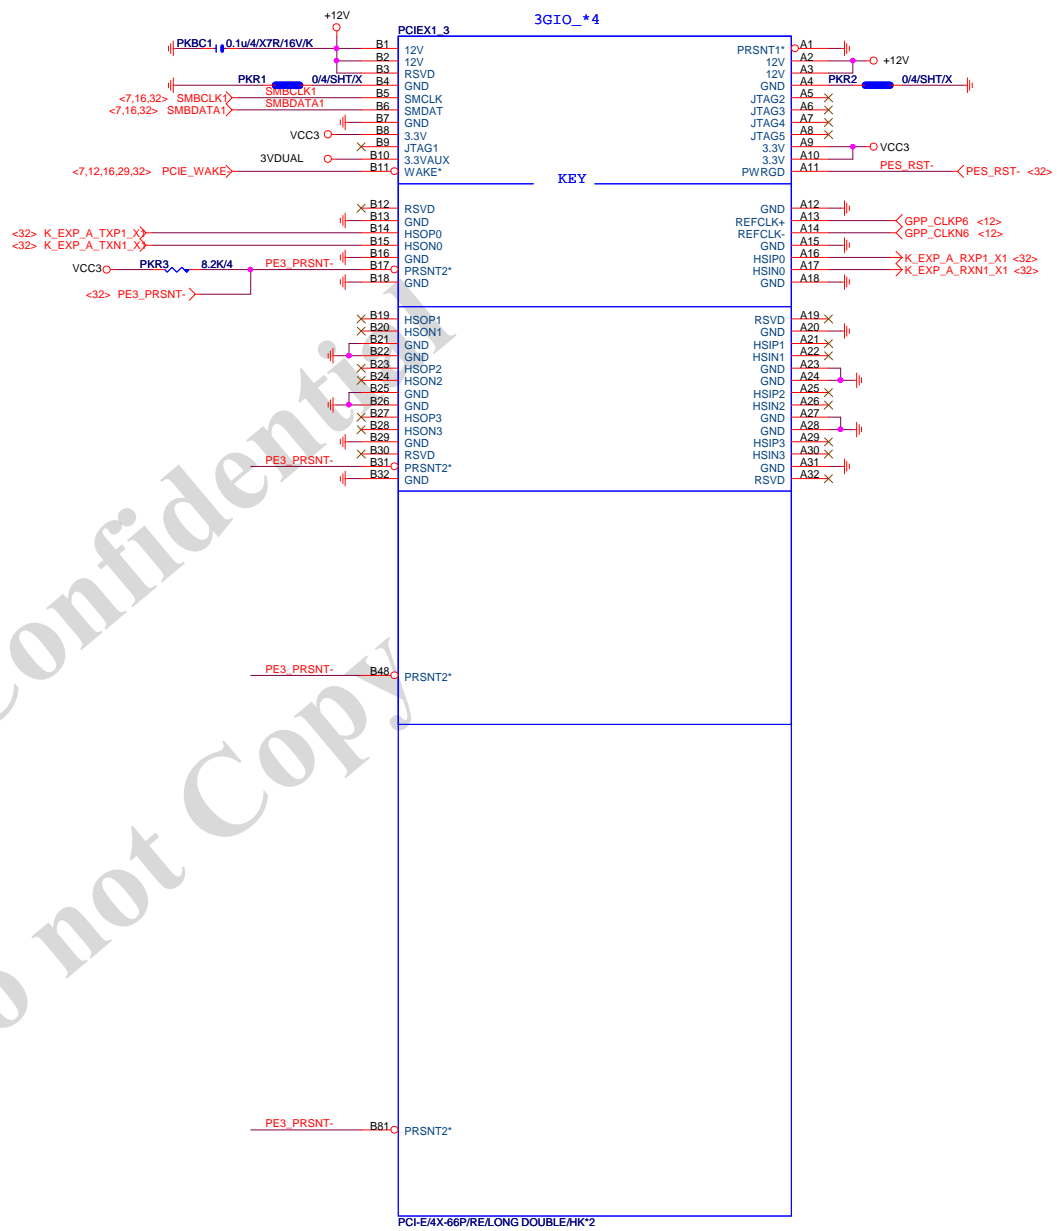 3GIO_*4
+12V
PCIEX1_3
PKBC1 0.1u/4/X7R/16V/K B1 12V PRSNT1* A1
B2 12V 12V A2 +12V
B3 RSVD 12V A3
PKR1 0/4/SHT/X B4 GND GND A4 PKR2 0/4/SHT/X
<7,16,32> SMBCLK1 SMBCLK1 B5 SMCLK JTAG2 A5
<7,16,32> SMBDATA1 SMBDATA1 B6 SMDAT JTAG3 A6
B7 GND JTAG4 A7
VCC3 B8 3.3V JTAG5 A8
B9 JTAG1 3.3V A9 VCC3
3VDUAL B10 3.3VAUX 3.3V A10
<7,12,16,29,32> PCIE_WAKE B11 WAKE* PWRGD A11 PES_RST- PES_RST- <32>
KEY
B12 RSVD GND A12
B13 GND REFCLK+ A13 GPP_CLKP6 <12>
<32> K_EXP_A_TXP1_X1 B14 HSOP0 REFCLK- A14 GPP_CLKN6 <12>
<32> K_EXP_A_TXN1_X1 B15 HSON0 GND A15
B16 GND HSIP0 A16 K_EXP_A_RXP1_X1 <32>
VCC3 PKR3 8.2K/4 PE3_PRSNT- B17 PRSNT2* HSIN0 A17 K_EXP_A_RXN1_X1 <32>
B18 GND GND A18
<32> PE3_PRSNT-
B19 HSOP1 RSVD A19
B20 HSON1 GND A20
B21 GND HSIP1 A21
B22 GND HSIN1 A22
B23 HSOP2 GND A23
B24 HSON2 GND A24
B25 GND HSIP2 A25
B26 GND HSIN2 A26
B27 HSOP3 GND A27
B28 HSON3 GND A28
B29 GND HSIP3 A29
B30 RSVD HSIN3 A30
PE3_PRSNT- B31 PRSNT2* GND A31
B32 GND RSVD A32
PE3_PRSNT- B48 PRSNT2*
PE3_PRSNT- B81 PRSNT2*
PCI-E/4X-66P/RE/LONG DOUBLE/HK*2
Confidential
not Copy